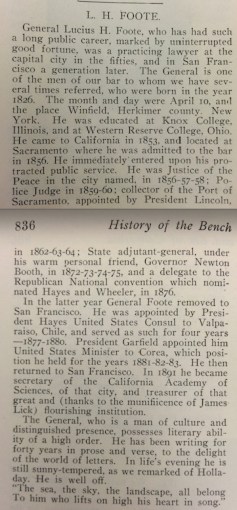 L. H. FOOTE.
General Lucius H. Foote, who has had such
a long public career, marked by uninterrupted
good fortune, was a practicing lawyer at the
capital city in the fifties, and in San Fran-
cisco a generation later. The General is one
of the men of our bar to whom we have sev-
eral times referred, who were born in the year
1826. The month and day were April 10, and
the place Winfield, Herkimer county, New
York. He was educated at Knox College,
Illinois, and at Western Reserve College, Ohio.
He came to California in 1853, and located at
Sacramento where he was admitted to the bar
in 1856. He immediately entered upon his pro-
tracted public service. He was Justice of the
Peace in the city named, in 1856-57-58; Po-
lice Judge in 1859-60; collector of the Port of
Sacramento, appointed by President Lincoln,
836 History of the Bench
in 1862-63-64; State adjutant-general, under
his warm personal friend, Governor Newton
Booth, in 1872-73-74-75, and a delegate to the
Republican National convention which nomi-
nated Hayes and Wheeler, in 1876.
In the latter year General Foote removed to
San Francisco. He was appointed by Presi-
dent Hayes United States Consul to Valpa-
raiso, Chile, and served as such for four years
—1877-1880. President Garfield appointed him
United States Minister to Corea, which posi-
tion he held for the years 1881-82-83. He then
returned to San Francisco. In 1891 he became
secretary of the California Academy of
Sciences, of that city, and treasurer of that
great and (thanks to the munificence of James
Lick) flourishing institution.
The General, who is a man of culture and
distinguished presence, possesses literary abil-
ity of a high order. He has been writing for
forty years in prose and verse, to the delight
of the world of letters. In life's evening he is
still sunny-tempered, as we remarked of Holla-
day. He is well off.
"The sea, the sky, the landscape, all belong
To him who lifts on high his heart in song."